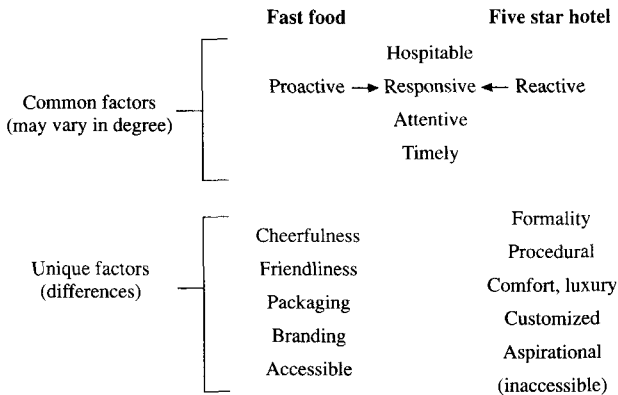 Fast food Five star hotel
Hospitable
Proactive → Responsive ← Reactive
Common factors
(may vary in degree)
Attentive
Timely
Unique factors
(differences)
Cheerfulness
Friendliness
Packaging
Branding
Accessible
Formality
Procedural
Comfort, luxury
Customized
Aspirational
(inaccessible)